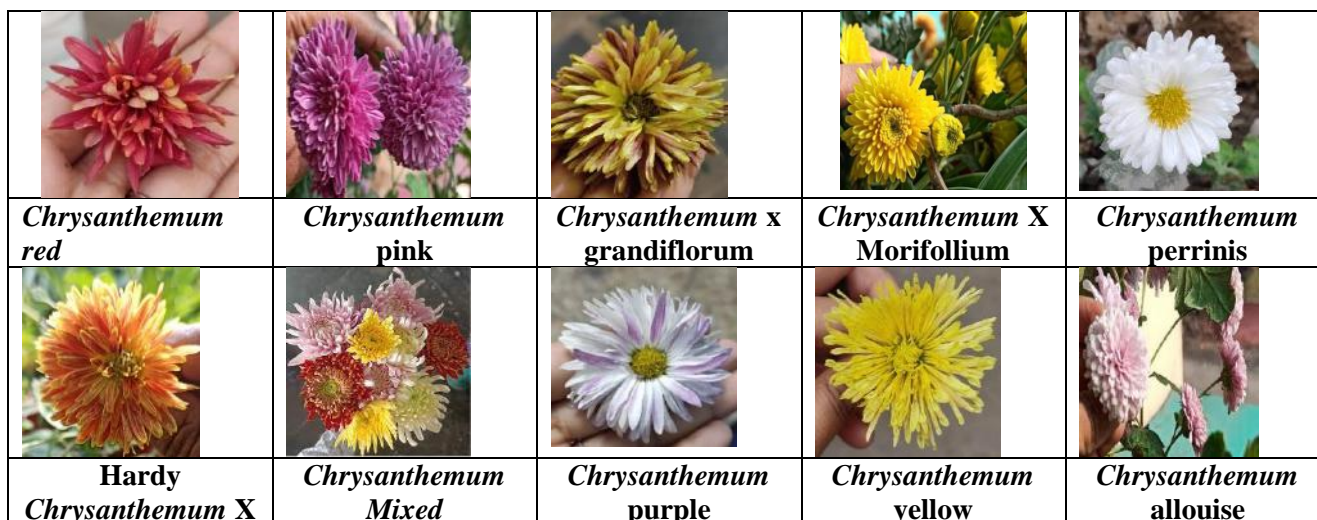 Chrysanthemum
red
Chrysanthemum
pink
Chrysanthemum x
grandiflorum
Chrysanthemum X
Morifollium
Chrysanthemum
perrinis
Hardy
Chrysanthemum X
Chrysanthemum
Mixed
Chrysanthemum
purple
Chrysanthemum
yellow
Chrysanthemum
allouise